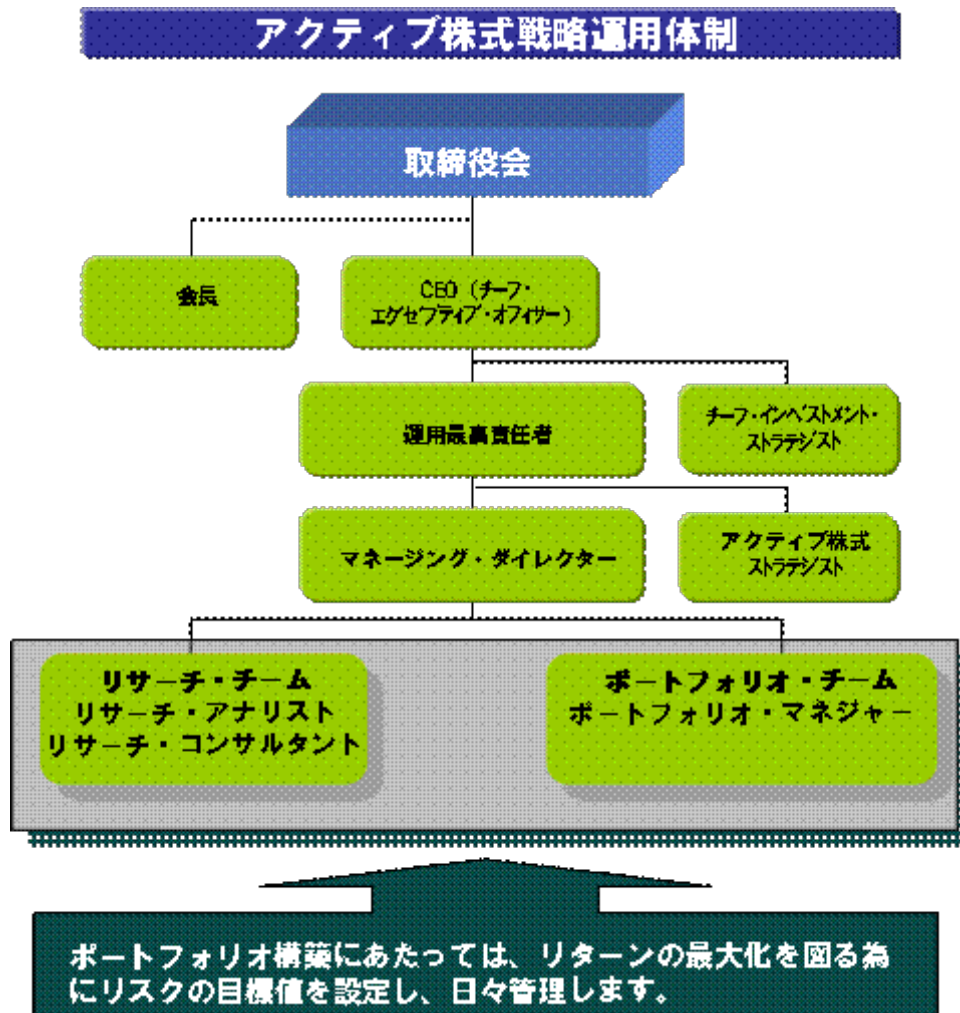 アクティブ株式戦略運用体制
取締役会
会長
CEO (チーフ・
エグゼクティブ・オフィサー)
運用最高責任者
チーフ・インベストメント・
ストラテジスト
マネージング・ダイレクター
アクティブ株式
ストラテジスト
リサーチ・チーム
リサーチ・アナリスト
リサーチ・コンサルタント
ポートフォリオ・チーム
ポートフォリオ・マネジャー
ポートフォリオ構築にあたっては、リターンの最大化を図る為
にリスクの目標値を設定し、日々管理します。